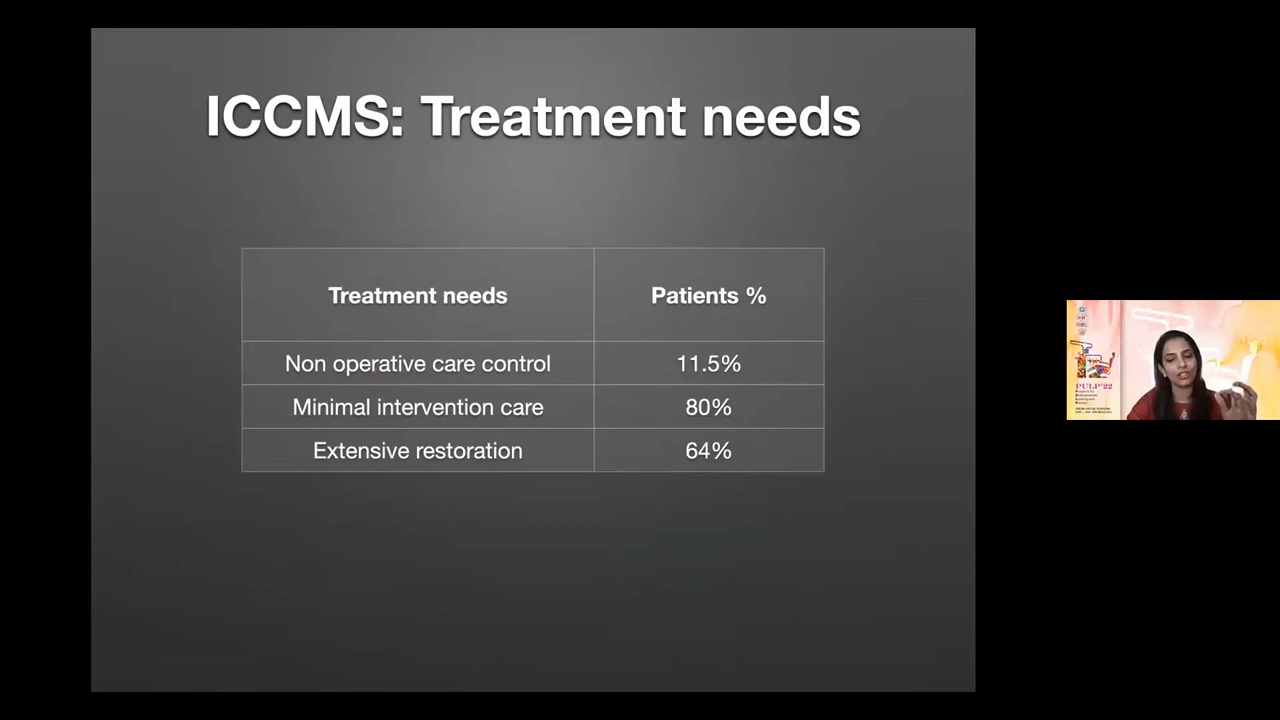 ICCMS: Treatment needs
Treatment needs
Patients %
Non operative care control
11.5%
Minimal intervention care
80%
Extensive restoration
64%
PULP'22